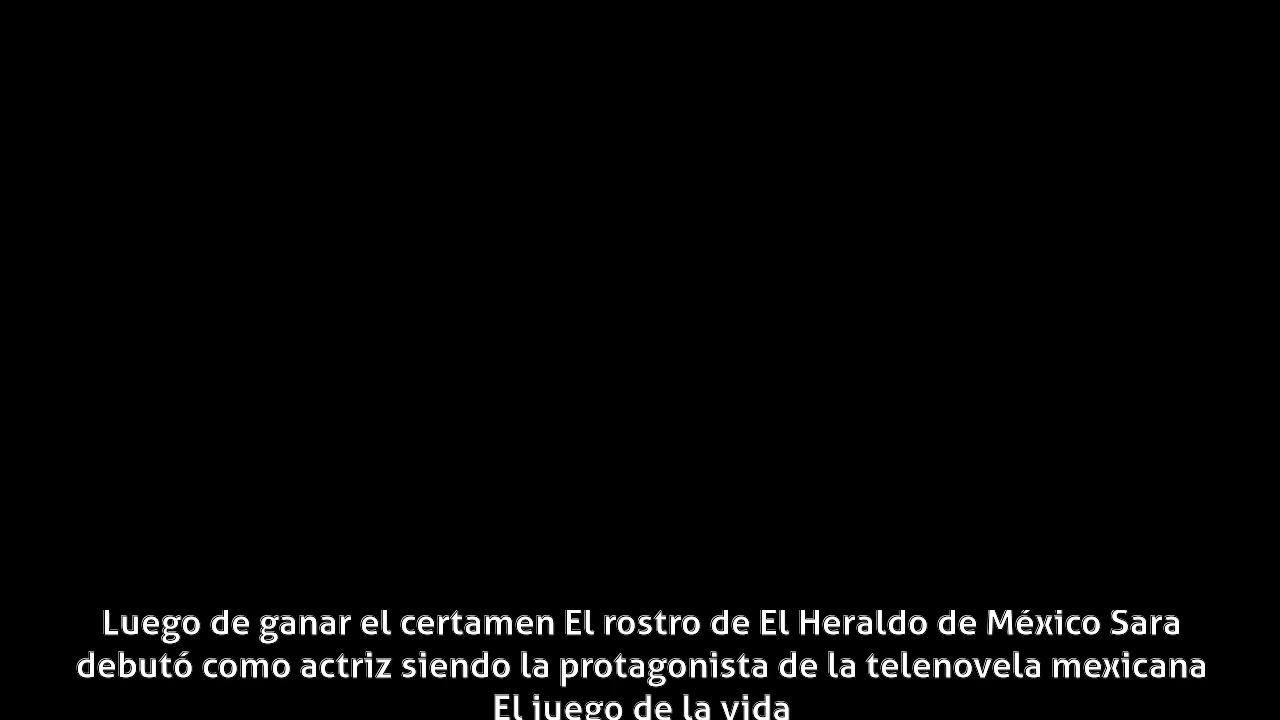 Luego de ganar el certamen El rostro de El Heraldo de México Sara
debutó como actriz siendo la protagonista de la telenovela mexicana
El juego de la vida